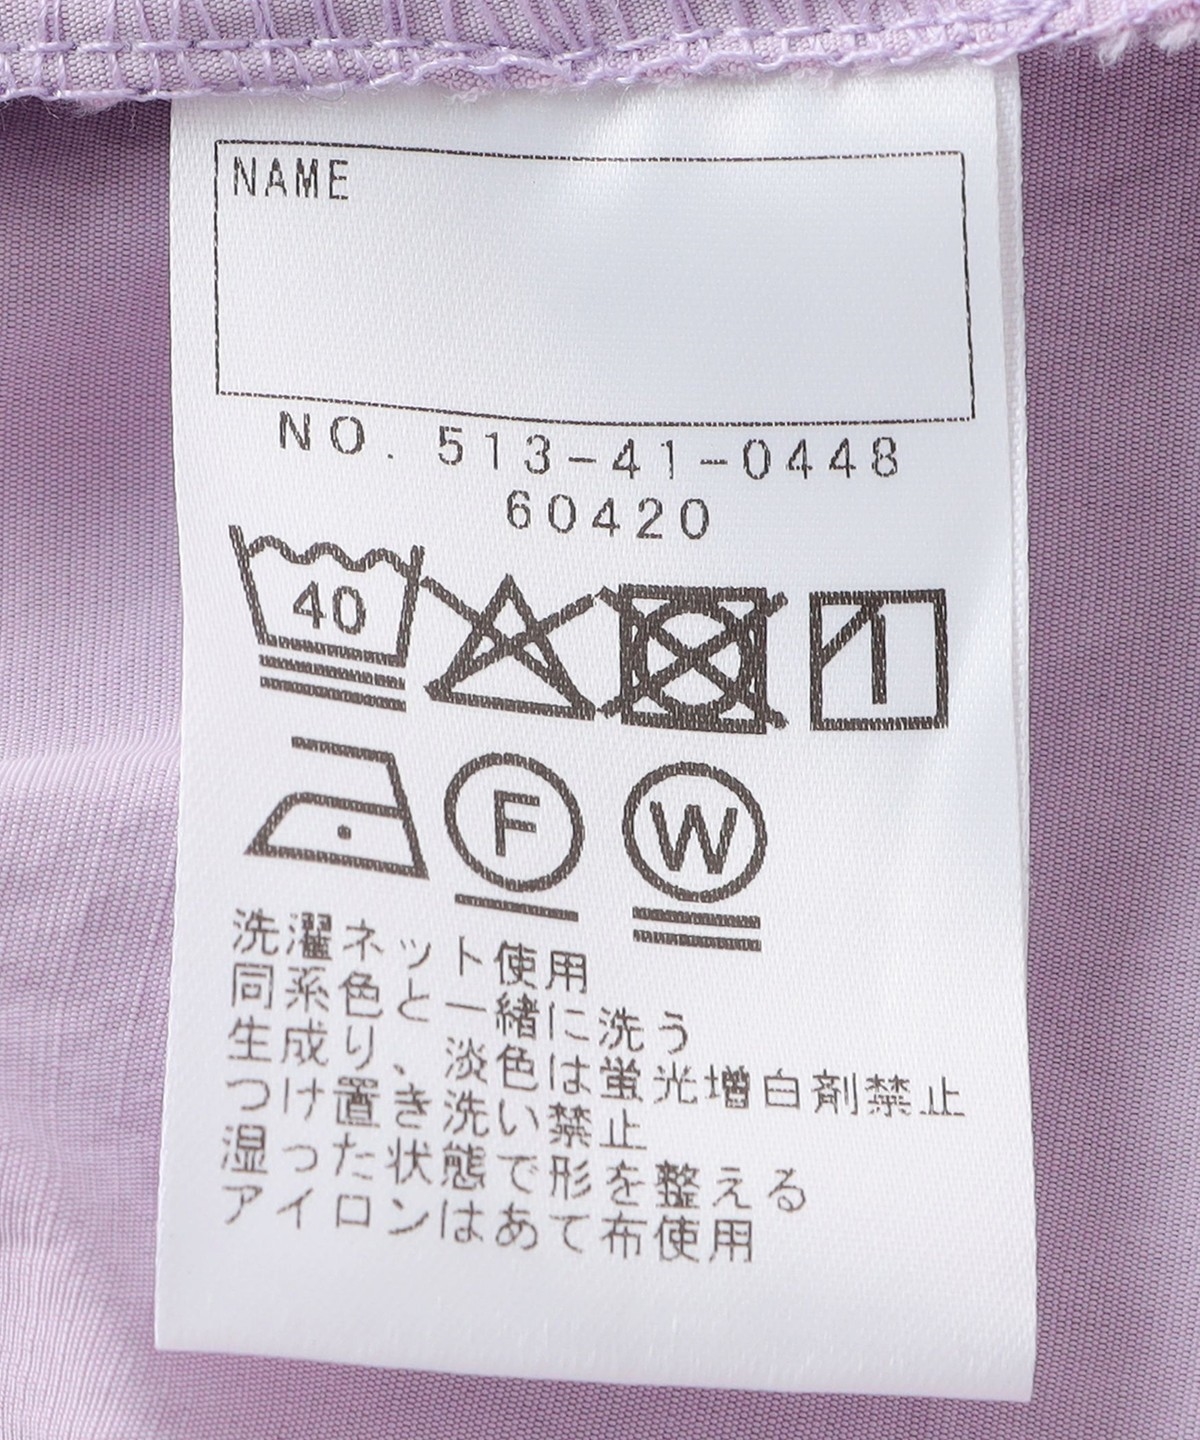 NAME
NO. 513-41-0448
60420
40
F
W
洗濯ネット使用
同系色と一緒に洗う
生成り、淡色は蛍光増白剤禁止
つけ置き洗い禁止
湿った状態で形を整える
アイロンはあて布使用